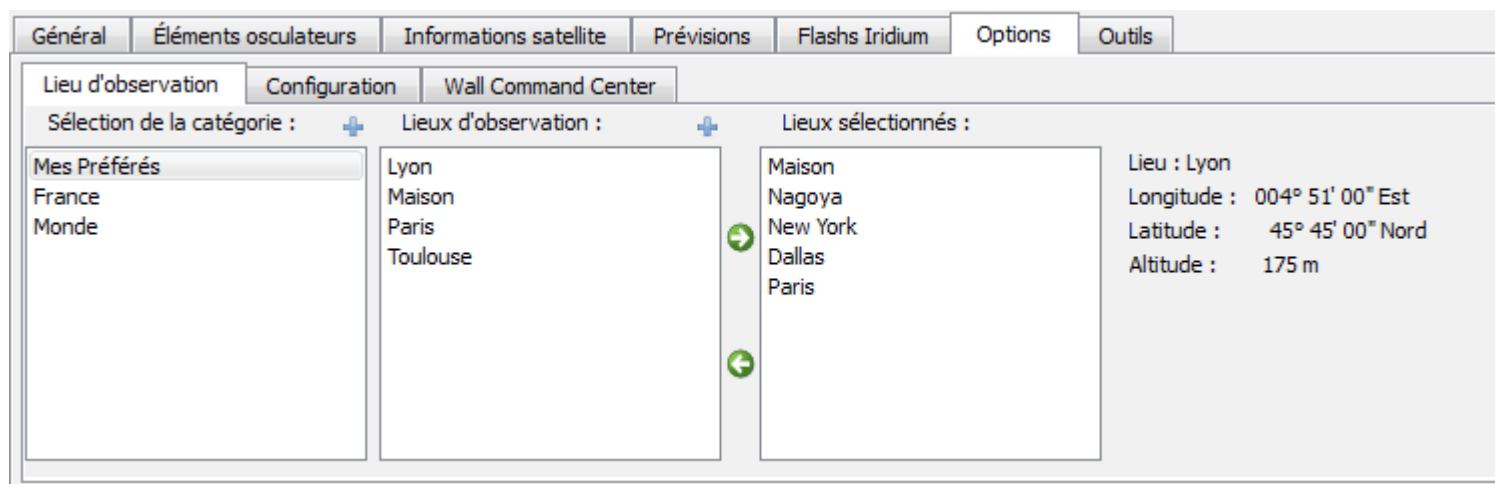 Général Éléments osculateurs Informations satellite Prévisions Flashs Iridium Options Outils
Lieu d'observation Configuration Wall Command Center
Sélection de la catégorie : Lieux d'observation : Lieux sélectionnés :
Mes Préférés
France
Monde
Lyon
Maison
Paris
Toulouse
Maison
Nagoya
New York
Dallas
Paris
Lieu : Lyon
Longitude : 004° 51' 00" Est
Latitude : 45° 45' 00" Nord
Altitude : 175 m